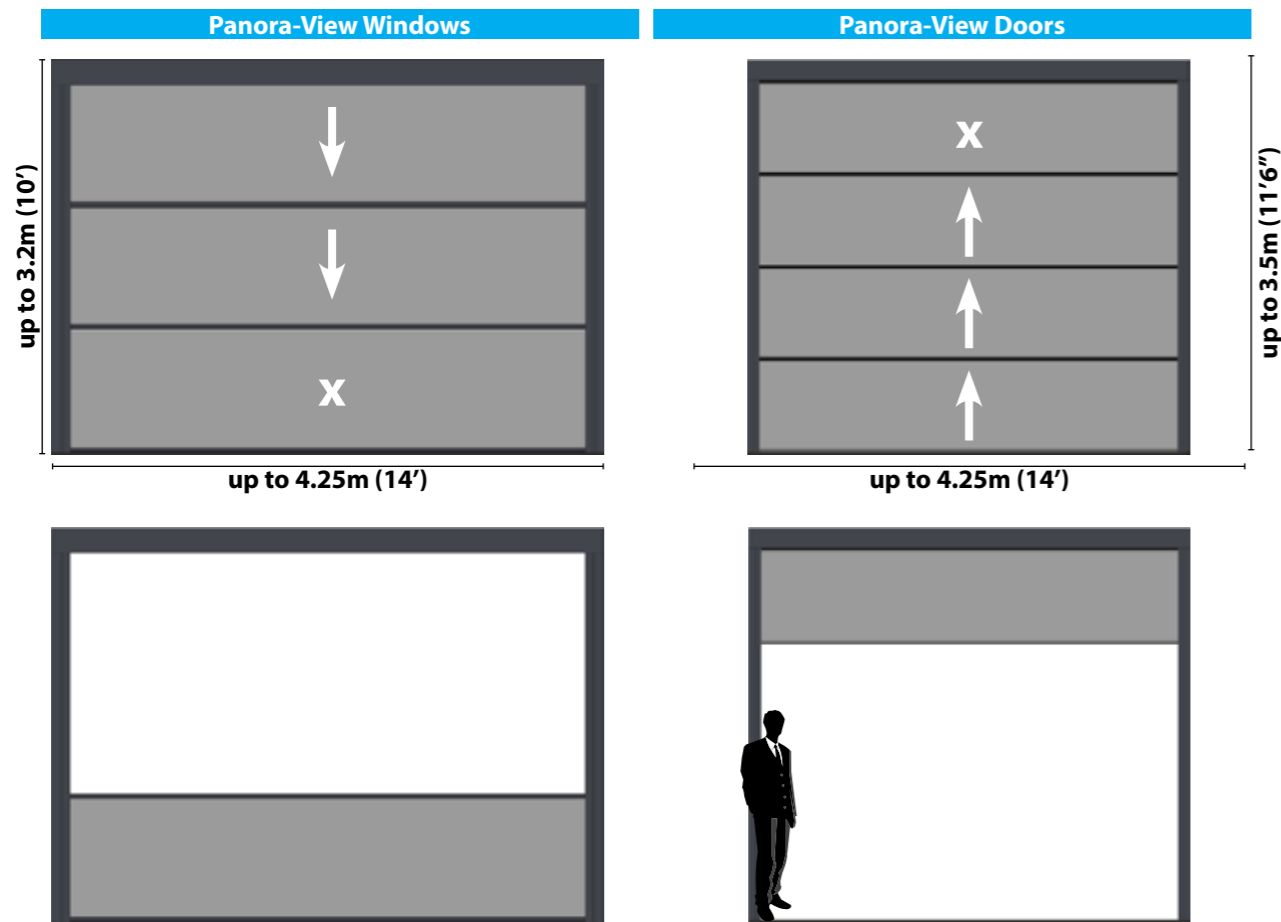 Panora-View Windows
Panora-View Doors
up to 3.2m (10’)
x
x
up to 3.5m (11’6”)
up to 4.25m (14’)
up to 4.25m (14’)